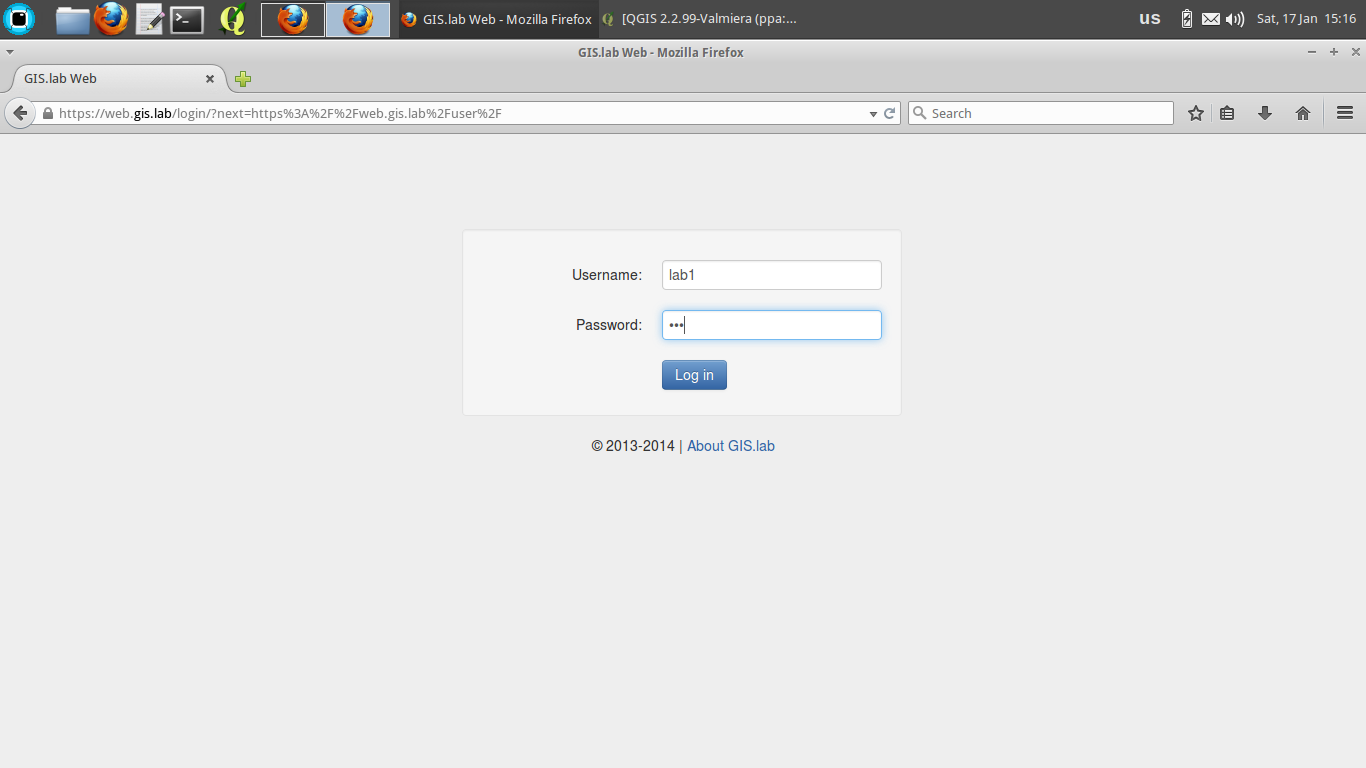 GIS.lab Web - Mozilla Firefox
[QGIS 2.2.99-Valmiera (ppa:...
us
Sat, 17 Jan 15:16
GIS.lab Web - Mozilla Firefox
GIS.lab Web
https://web.gis.lab/login/?next=https%3A%2F%2Fweb.gis.lab%2Fuser%2F
Search
Username:
lab1
Password:
•••
Log in
© 2013-2014 | About GIS.lab